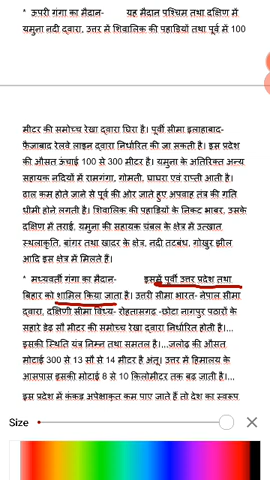 * ऊपरी गंगा का मैदान- यह मैदान पश्चिम तथा दक्षिण में
यमुना नदी द्वारा, उत्तर में शिवालिक की पहाडियों तथा पूर्व में 100
मीटर की समोच्च रेखा द्वारा घिरा है। पूर्वी सीमा इलाहाबाद-
फैजाबाद रेलवे लाइन द्वारा निर्धारित की जा सकती है। इस प्रदेश
की औसत ऊंचाई 100 से 300 मीटर है। यमुना के अतिरिक्त अन्य
सहायक नदियों में रामगंगा, गोमती, घाघरा एवं राप्ती आती है।
ढाल कम होते जाने से पूर्व की ओर जाते हुए अपवाह तंत्र की गति
धीमी होने लगती है। शिवालिक की पहाडियों के निकट भाबर, उसके
दक्षिण में तराई, यमुना की सहायक चंबल के क्षेत्र में उत्खात
स्थलाकृति, बांगर तथा खादर के क्षेत्र, नदी तटबंध, गोखुर झील
आदि इस क्षेत्र में मिलते हैं।
* मध्यवर्ती गंगा का मैदान- इसमें पूर्वी उत्तर प्रदेश तथा
बिहार को शामिल किया जाता है। उतरी सीमा भारत- नेपाल सीमा
द्वारा, दक्षिणी सीमा विंध्य- रोहतासगढ -छोटा नागपुर पठारों के
सहारे डेढ सौ मीटर की समोच्च रेखा द्वारा निर्धारित होती है।...
इसकी स्थिति यंत्र निम्न तथा समतल है।...जलोढ़ की औसत
मोटाई 300 से 13 सौ से 14 मीटर है अंतू। उत्तर में हिमालय के
आसपास इसकी मोटाई 8 से 10 किलोमीटर तक बढ़ जाती है।...
इस प्रदेश में कंकड अपेक्षाकृत कम पाए जाते हैं तो देश का स्वरूप
Size